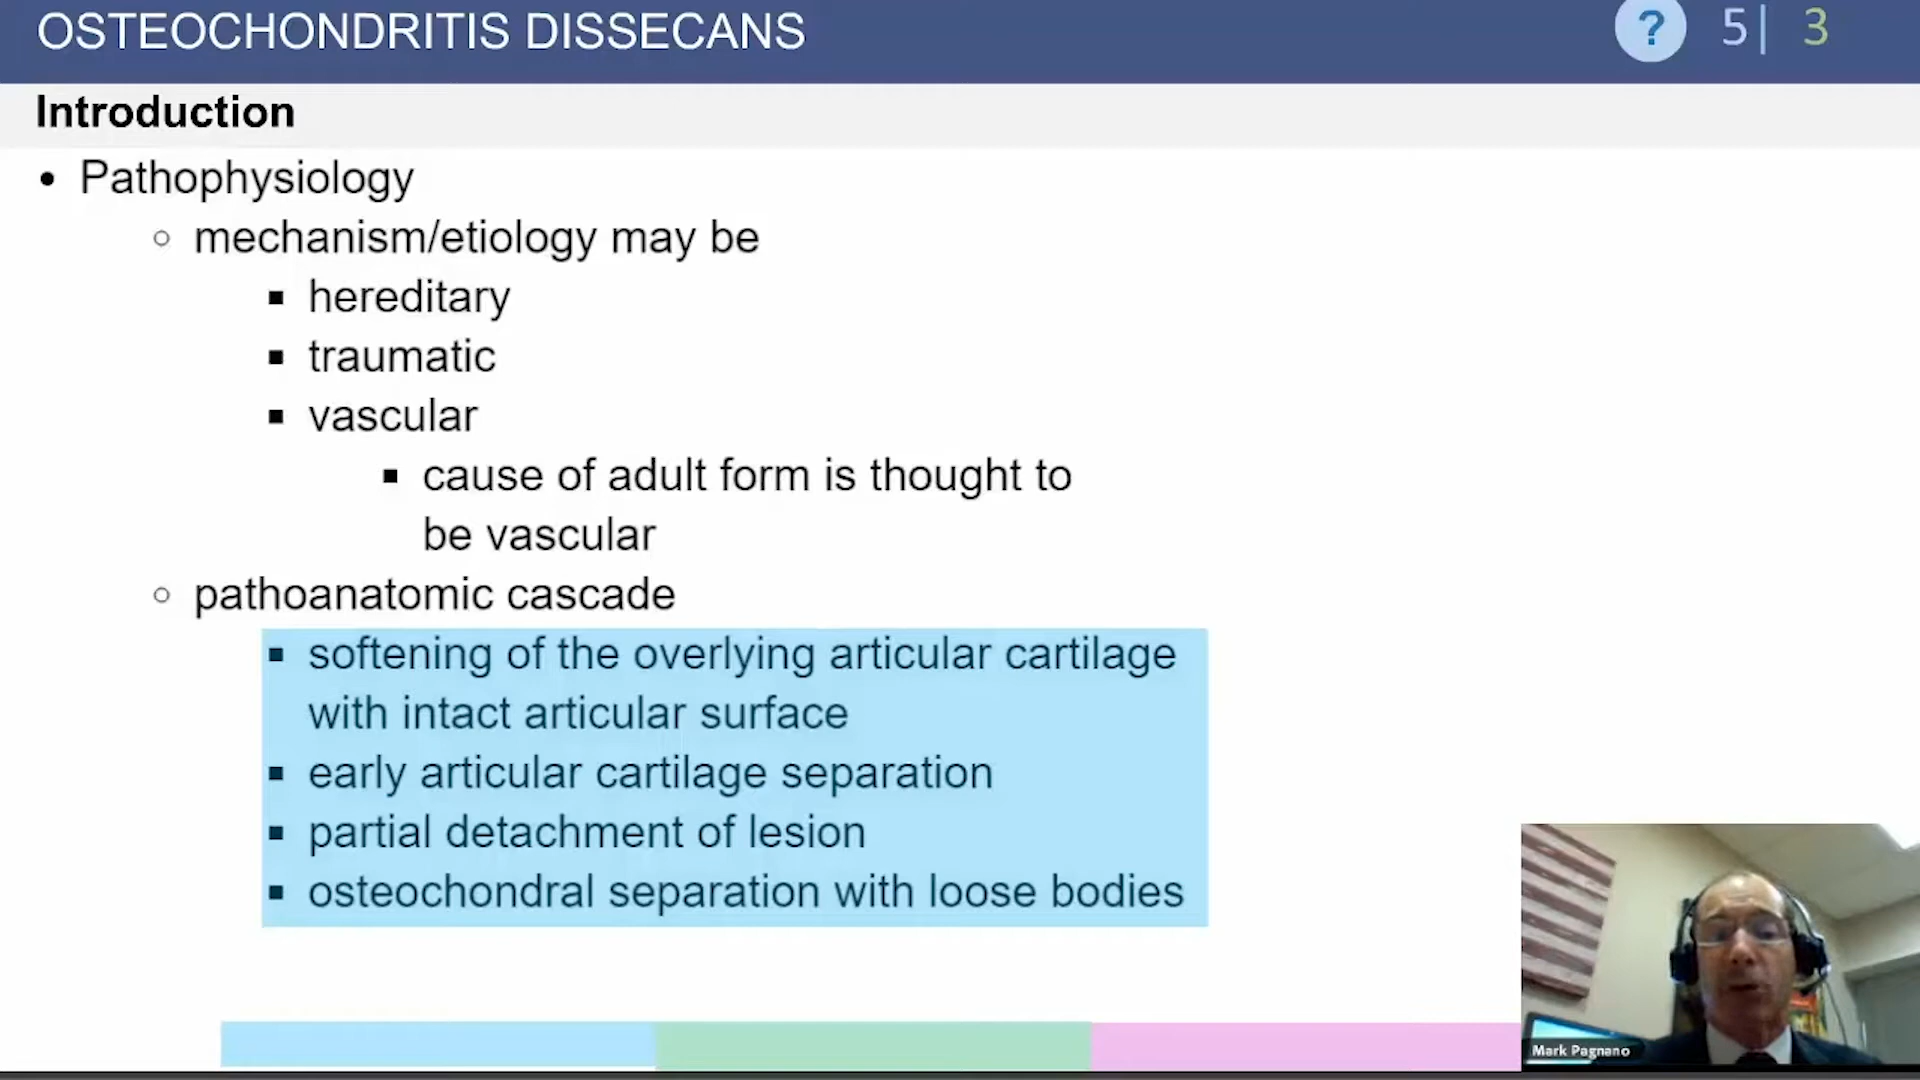 OSTEOCHONDRITIS DISSECANS
? 5| 3
Introduction
• Pathophysiology
○ mechanism/etiology may be
▪ hereditary
▪ traumatic
▪ vascular
▪ cause of adult form is thought to
be vascular
○ pathoanatomic cascade
▪ softening of the overlying articular cartilage
with intact articular surface
▪ early articular cartilage separation
▪ partial detachment of lesion
▪ osteochondral separation with loose bodies
Mark Pagnano